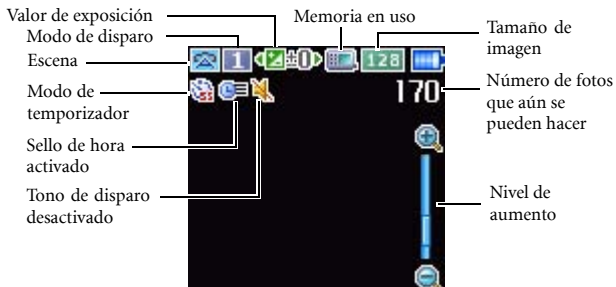 Valor de exposición
Modo de disparo
Escena
Modo de
temporizador
Sello de hora
activado
Tono de disparo
desactivado
Memoria en uso
Tamaño de
imagen
Número de fotos
que aún se
pueden hacer
Nivel de
aumento
1
±0
128
170